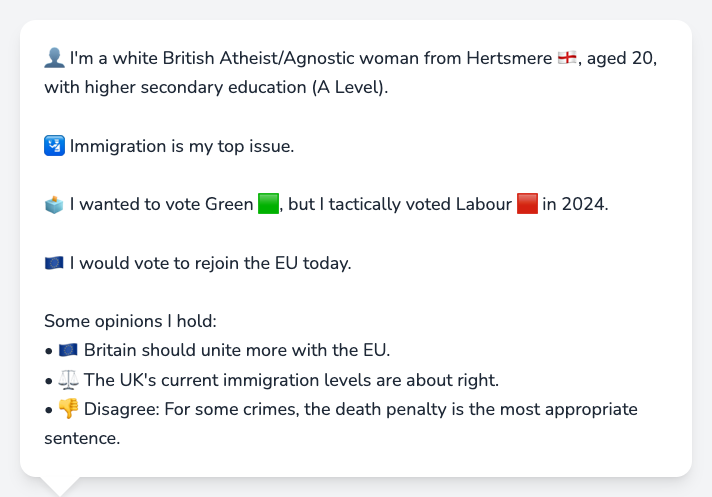 👤 I'm a white British Atheist/Agnostic woman from Hertsmere 🏴󠁧󠁢󠁥󠁮󠁧󠁿, aged 20,
with higher secondary education (A Level).
🛂 Immigration is my top issue.
🗳️ I wanted to vote Green 🟩, but I tactically voted Labour 🟥 in 2024.
🇪🇺 I would vote to rejoin the EU today.
Some opinions I hold:
• 🇪🇺 Britain should unite more with the EU.
• ⚖️ The UK's current immigration levels are about right.
• 👎 Disagree: For some crimes, the death penalty is the most appropriate
sentence.